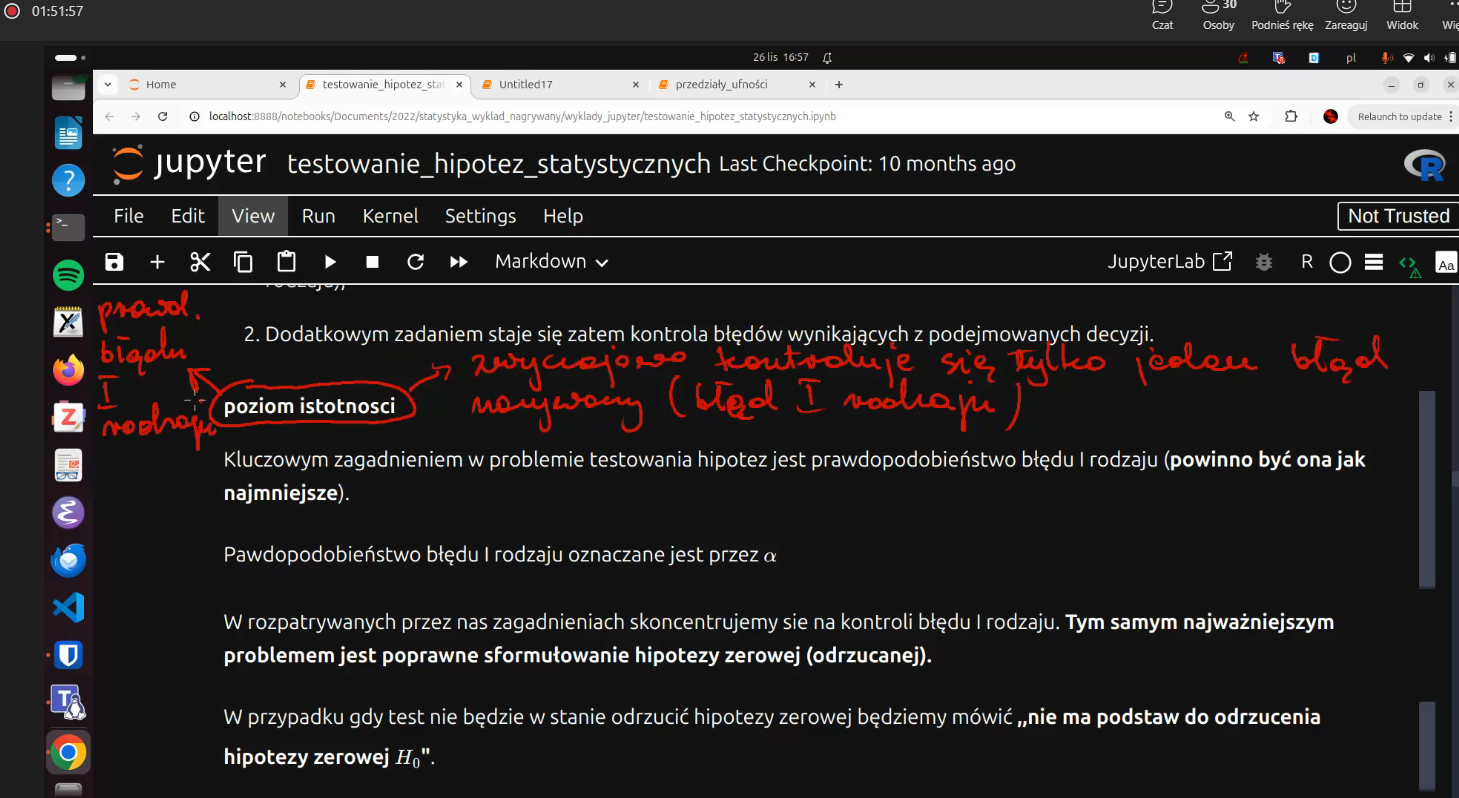 01:51:57
30
Czat Osoby Podnieś rękę Zareaguj Widok
26 lis 16:57
pl
Home
testowanie_hipotez_sta
Untitled17
przedziały_ufności
localhost:8888/notebooks/Documents/2022/statystyka_wyklad_nagrywany/wyklady_jupyter/testowanie_hipotez_statystycznych.ipynb
Relaunch to update
jupyter testowanie_hipotez_statystycznych Last Checkpoint: 10 months ago
File Edit View Run Kernel Settings Help
Not Trusted
Markdown
JupyterLab
R
Aa
prawd.
błędu
I
rodzaju
2. Dodatkowym zadaniem staje się zatem kontrola błędów wynikających z podejmowanych decyzji.
zwyczajowo kontroluje się tylko jeden błąd
nazywany (błąd I rodzaju)
poziom istotnosci
Kluczowym zagadnieniem w problemie testowania hipotez jest prawdopodobieństwo błędu I rodzaju (powinno być ona jak
najmniejsze).
Pawdopodobieństwo błędu I rodzaju oznaczane jest przez α
W rozpatrywanych przez nas zagadnieniach skoncentrujemy sie na kontroli błędu I rodzaju. Tym samym najważniejszym
problemem jest poprawne sformułowanie hipotezy zerowej (odrzucanej).
W przypadku gdy test nie będzie w stanie odrzucić hipotezy zerowej będziemy mówić ,,nie ma podstaw do odrzucenia
hipotezy zerowej H₀".